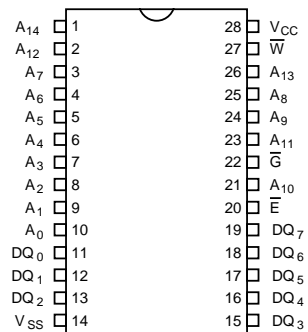 A14 1 28 VCC
A12 2 27 W̅
A7 3 26 A13
A6 4 25 A8
A5 5 24 A9
A4 6 23 A11
A3 7 22 G̅
A2 8 21 A10
A1 9 20 E̅
A0 10 19 DQ7
DQ0 11 18 DQ6
DQ1 12 17 DQ5
DQ2 13 16 DQ4
VSS 14 15 DQ3